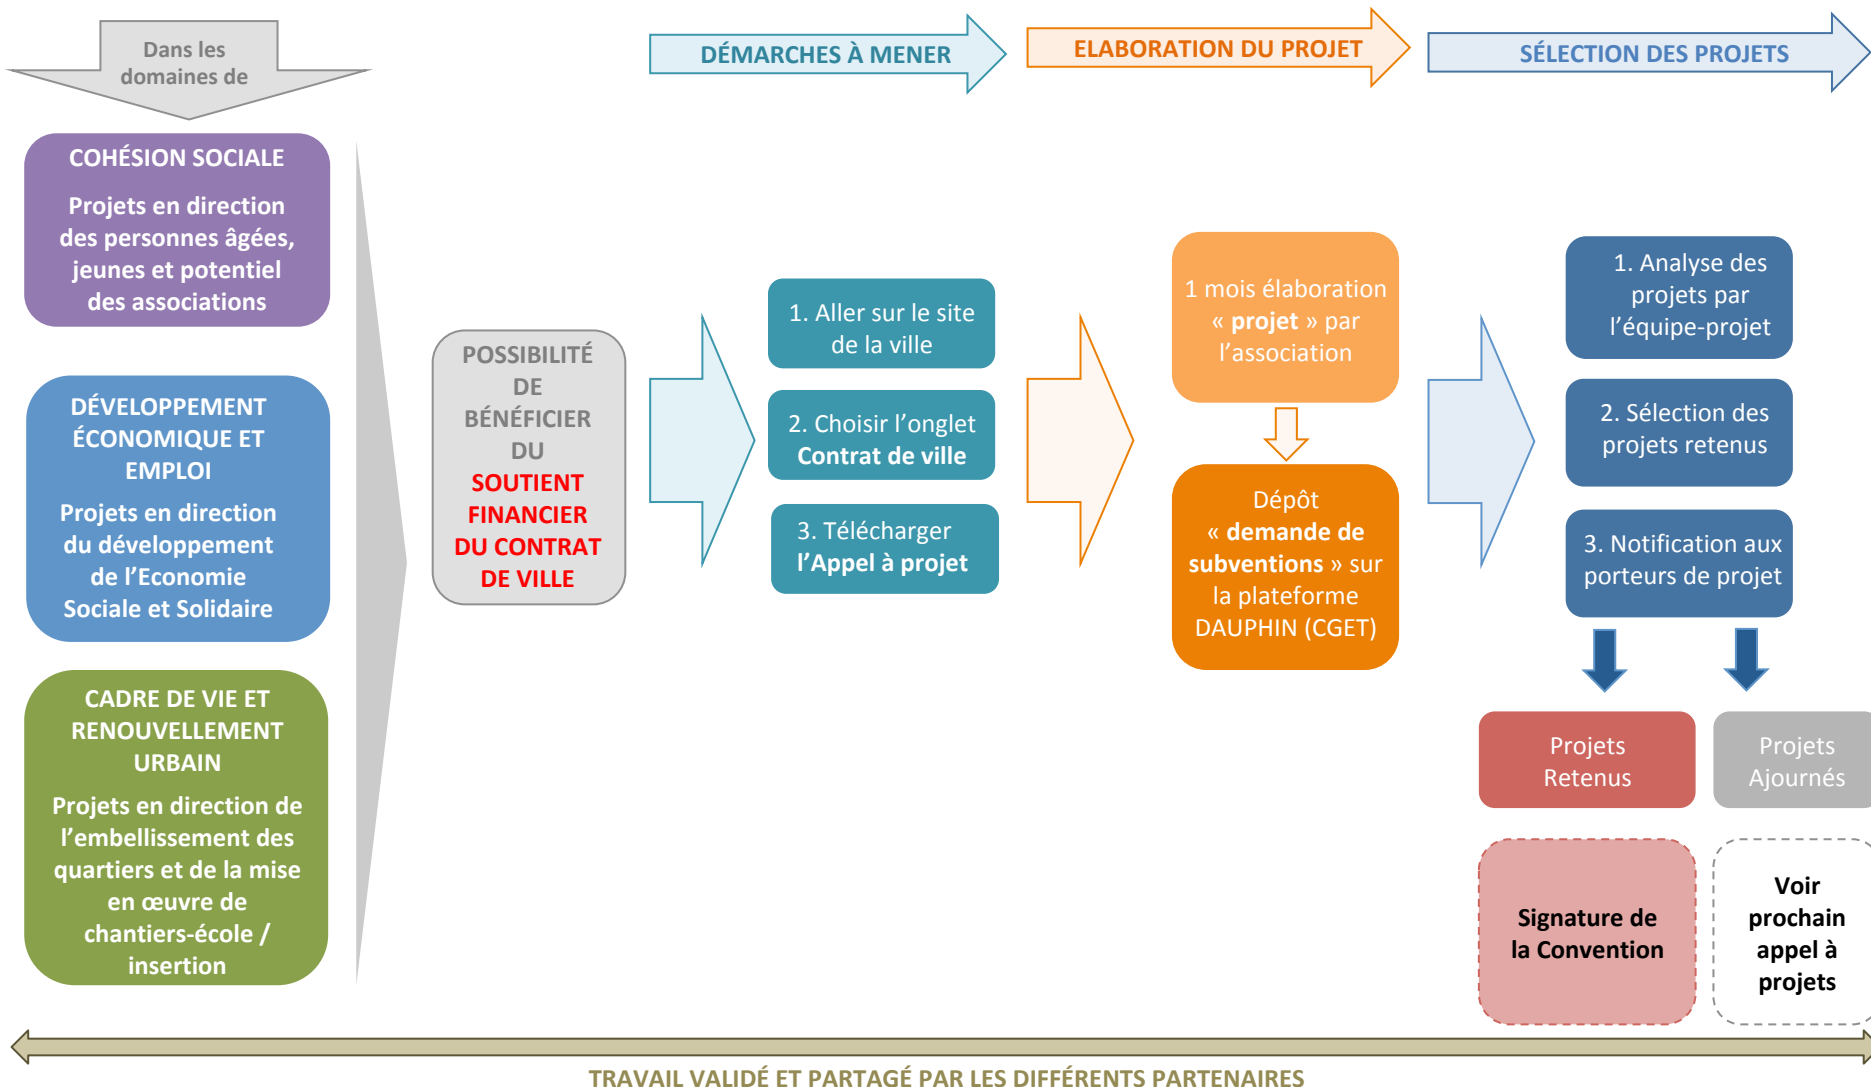 Dans les
domaines de
DÉMARCHES À MENER
ELABORATION DU PROJET
SÉLECTION DES PROJETS
COHÉSION SOCIALE
Projets en direction
des personnes âgées,
jeunes et potentiel
des associations
DÉVELOPPEMENT
ÉCONOMIQUE ET
EMPLOI
Projets en direction
du développement
de l’Economie
Sociale et Solidaire
CADRE DE VIE ET
RENOUVELLEMENT
URBAIN
Projets en direction de
l’embellissement des
quartiers et de la mise
en œuvre de
chantiers-école /
insertion
POSSIBILITÉ
DE
BÉNÉFICIER
DU
SOUTIENT
FINANCIER
DU CONTRAT
DE VILLE
1. Aller sur le site
de la ville
2. Choisir l’onglet
Contrat de ville
3. Télécharger
l’Appel à projet
1 mois élaboration
« projet » par
l’association
Dépôt
« demande de
subventions » sur
la plateforme
DAUPHIN (CGET)
1. Analyse des
projets par
l’équipe-projet
2. Sélection des
projets retenus
3. Notification aux
porteurs de projet
Projets
Retenus
Projets
Ajournés
Signature de
la Convention
Voir
prochain
appel à
projets
TRAVAIL VALIDÉ ET PARTAGÉ PAR LES DIFFÉRENTS PARTENAIRES